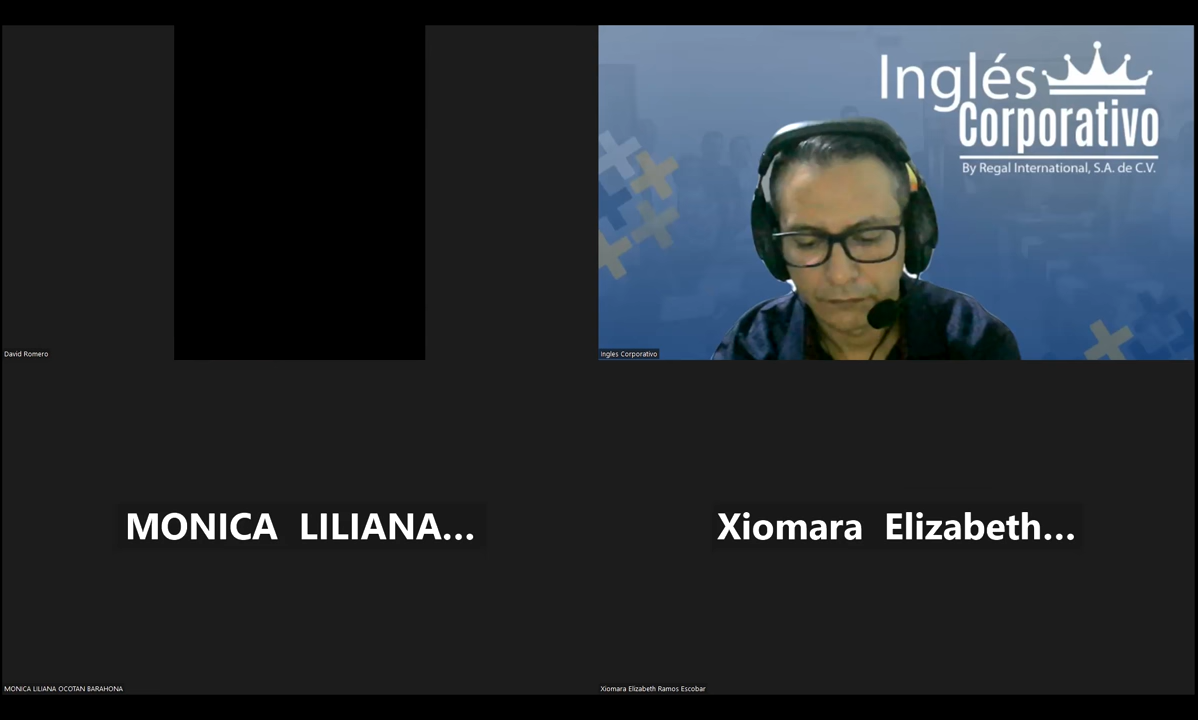 Inglés
Corporativo
By Regal International, S.A. de C.V.
David Romero
Ingles Corporativo
MONICA LILIANA...
Xiomara Elizabeth...
MONICA LILIANA OCOTAN BARAHONA
Xiomara Elizabeth Ramos Escobar